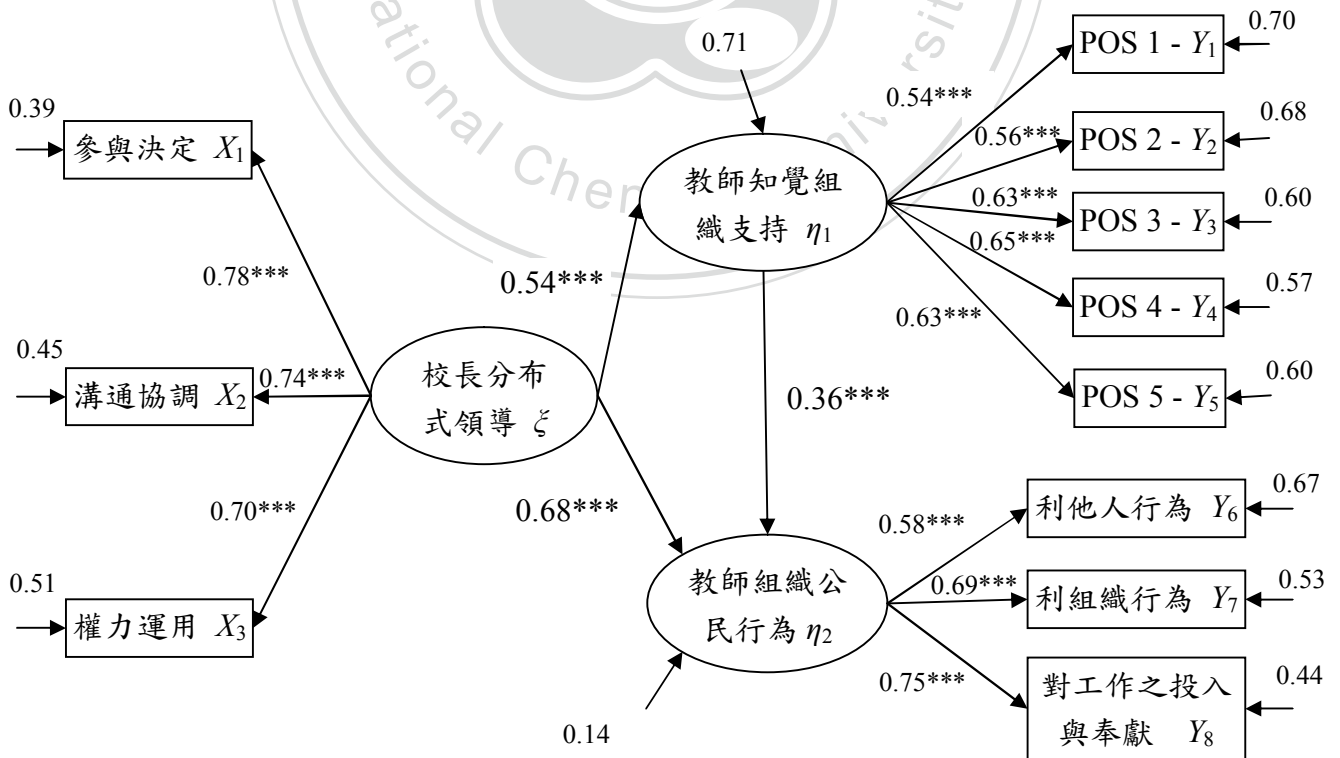 ational Chen
iversit
0.71
0.70
POS 1 - Y₁
0.54***
0.39
參與決定 X₁
0.68
0.56***
POS 2 - Y₂
教師知覺組
織支持 η₁
0.63***
0.60
POS 3 - Y₃
0.65***
0.78***
0.54***
0.57
POS 4 - Y₄
0.63***
0.45
溝通協調 X₂
0.74***
校長分布
式領導 ξ
0.36***
0.60
POS 5 - Y₅
0.70***
0.68***
0.58***
利他人行為 Y₆
0.67
0.51
權力運用 X₃
教師組織公
民行為 η₂
0.69***
利組織行為 Y₇
0.53
0.75***
對工作之投入
與奉獻 Y₈
0.44
0.14